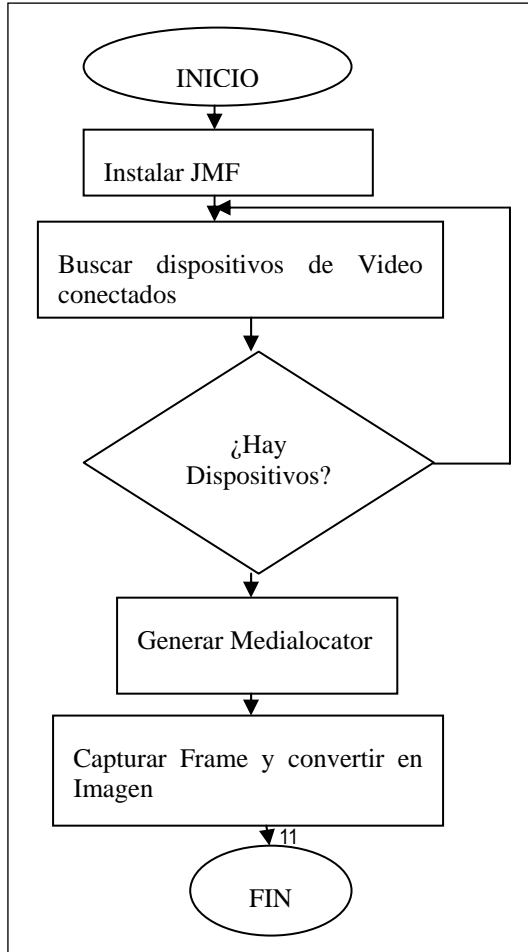 INICIO
Instalar JMF
Buscar dispositivos de Video
conectados
¿Hay
Dispositivos?
Generar Medialocator
Capturar Frame y convertir en
Imagen
11
FIN